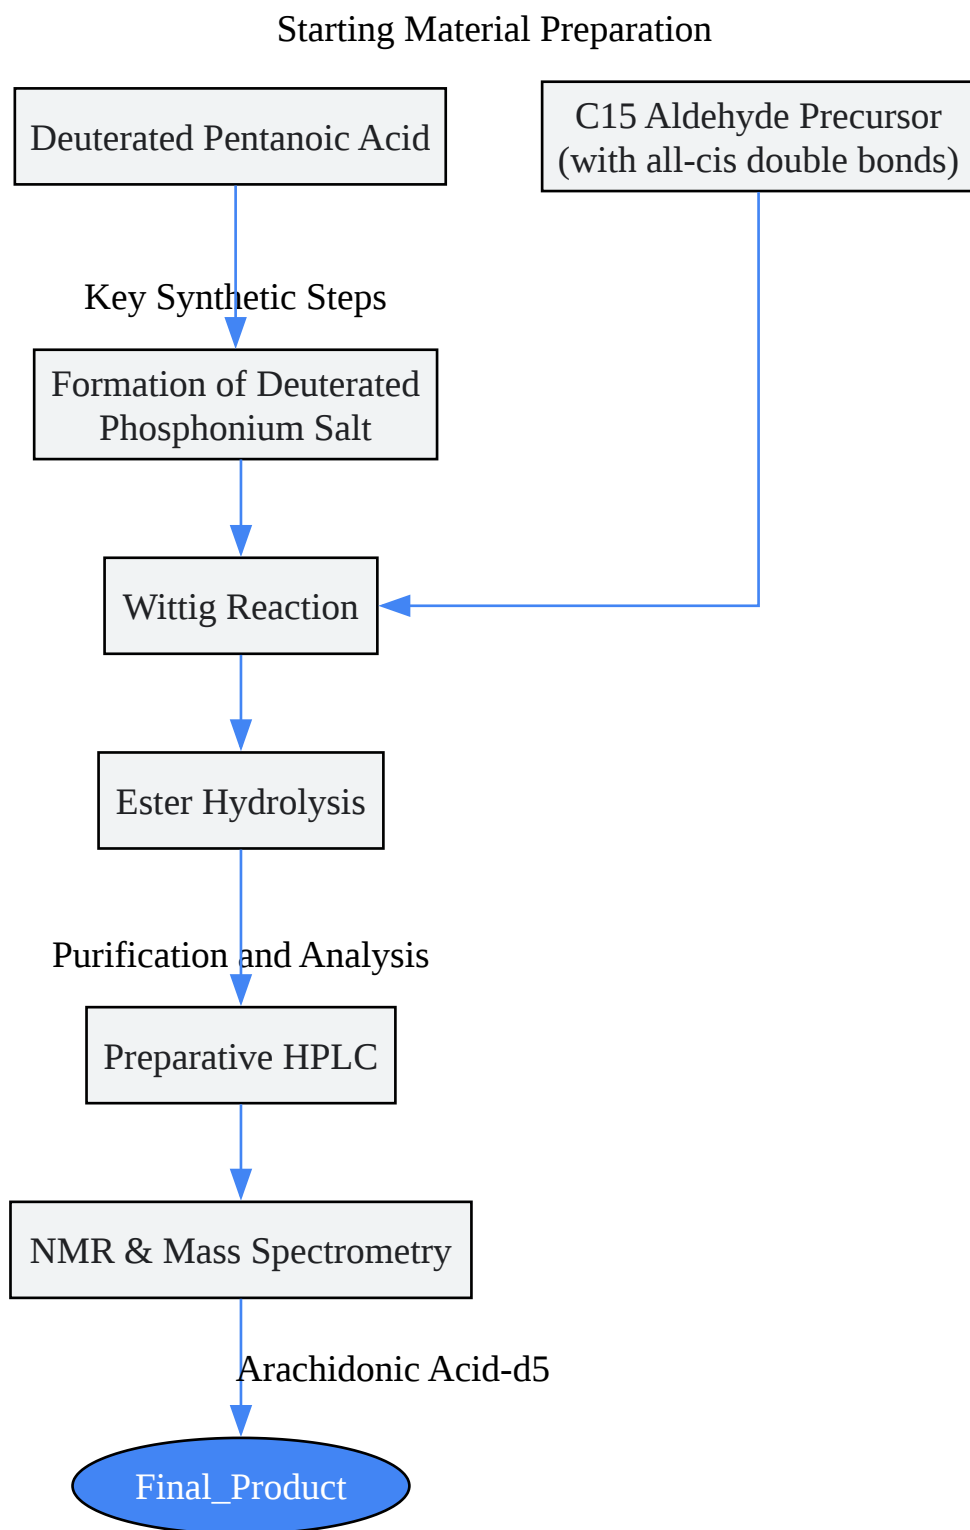 Starting Material Preparation
Deuterated Pentanoic Acid
C15 Aldehyde Precursor
(with all-cis double bonds)
Key Synthetic Steps
Formation of Deuterated
Phosphonium Salt
Wittig Reaction
Ester Hydrolysis
Purification and Analysis
Preparative HPLC
NMR & Mass Spectrometry
Arachidonic Acid-d5
Final_Product